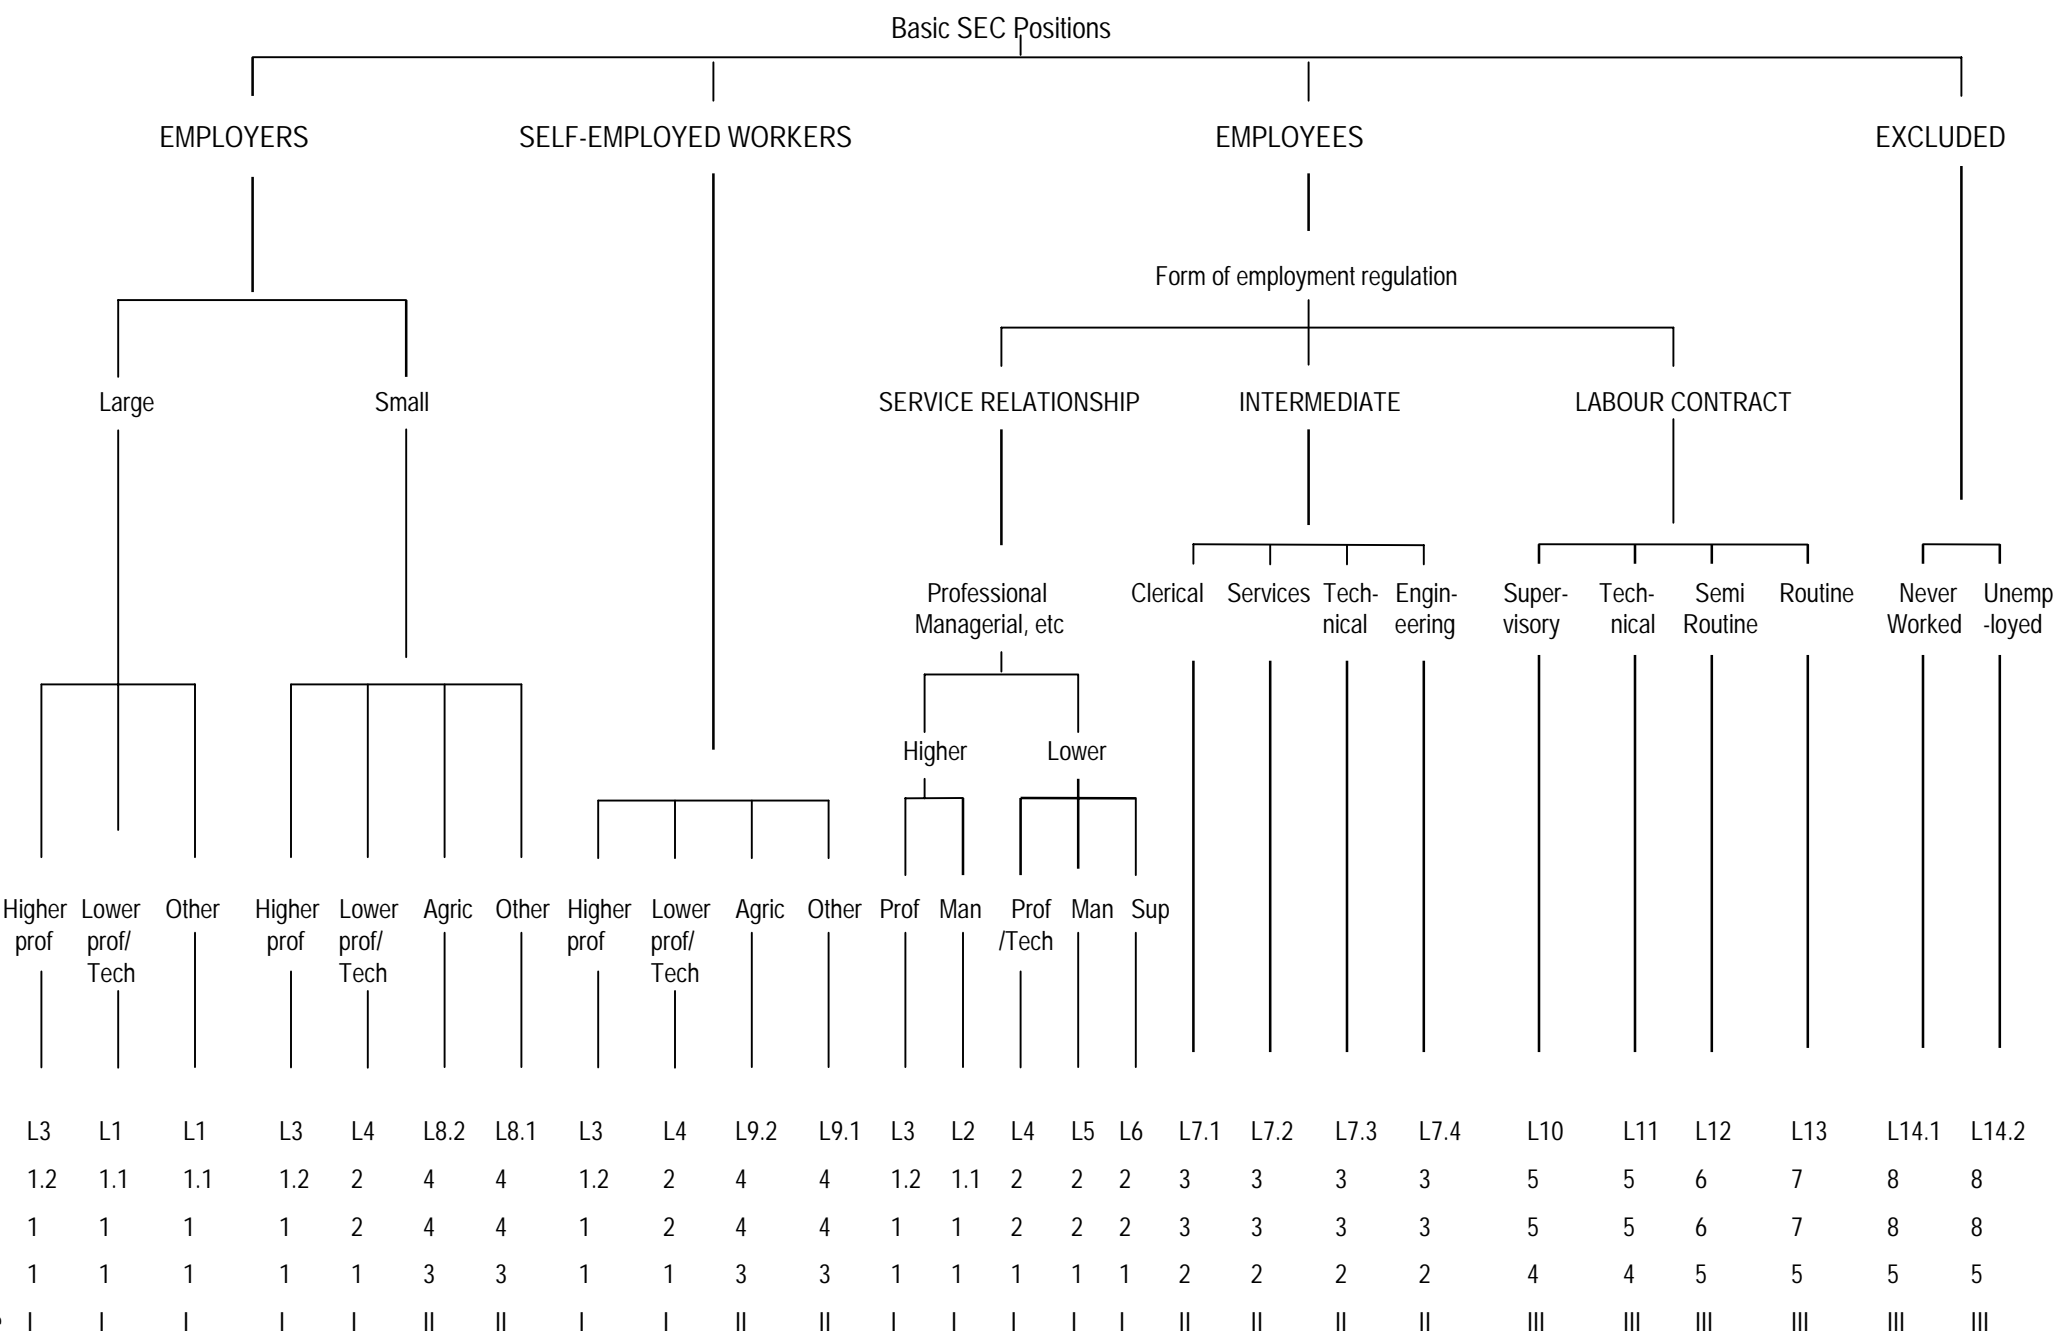 Basic SEC Positions
EMPLOYERS SELF-EMPLOYED WORKERS EMPLOYEES EXCLUDED
Form of employment regulation
Large Small SERVICE RELATIONSHIP INTERMEDIATE LABOUR CONTRACT
Professional Clerical Services Tech- Engin- Super- Tech- Semi Routine Never Unemp
Managerial, etc nical eering visory nical Routine Worked -loyed
Higher Lower
Higher Lower Other Higher Lower Agric Other Higher Lower Agric Other Prof Man Prof Man Sup
prof prof/ prof prof/ prof prof/ /Tech
Tech Tech Tech
L3 L1 L1 L3 L4 L8.2 L8.1 L3 L4 L9.2 L9.1 L3 L2 L4 L5 L6 L7.1 L7.2 L7.3 L7.4 L10 L11 L12 L13 L14.1 L14.2
1.2 1.1 1.1 1.2 2 4 4 1.2 2 4 4 1.2 1.1 2 2 2 3 3 3 3 5 5 6 7 8 8
1 1 1 1 2 4 4 1 2 4 4 1 1 2 2 2 3 3 3 3 5 5 6 7 8 8
1 1 1 1 1 3 3 1 1 3 3 1 1 1 1 1 2 2 2 2 4 4 5 5 5 5
I I I I I II II I I II II I I I I I II II II II III III III III III III